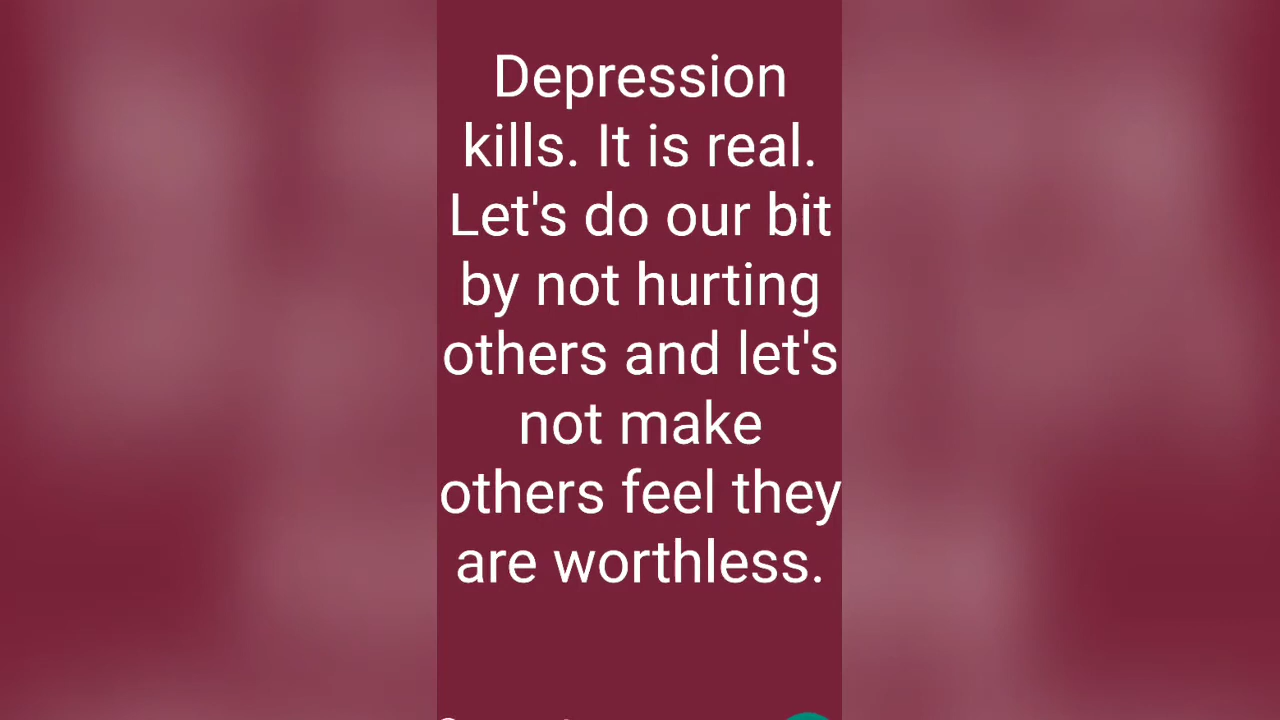 Depression
kills. It is real.
Let's do our bit
by not hurting
others and let's
not make
others feel they
are worthless.